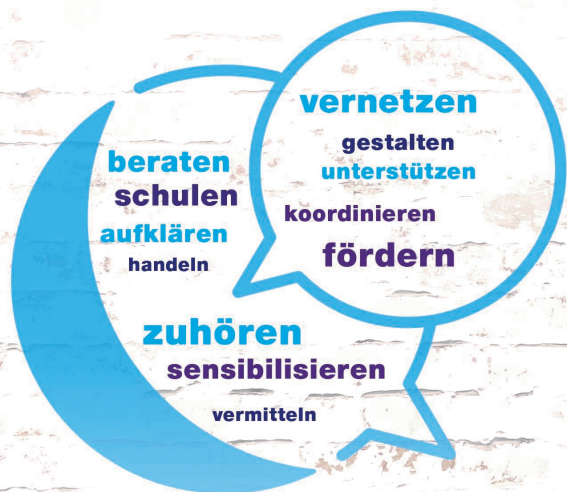 vernetzen
gestalten
unterstützen
koordinieren
fördern
beraten
schulen
aufklären
handeln
zuhören
sensibilisieren
vermitteln